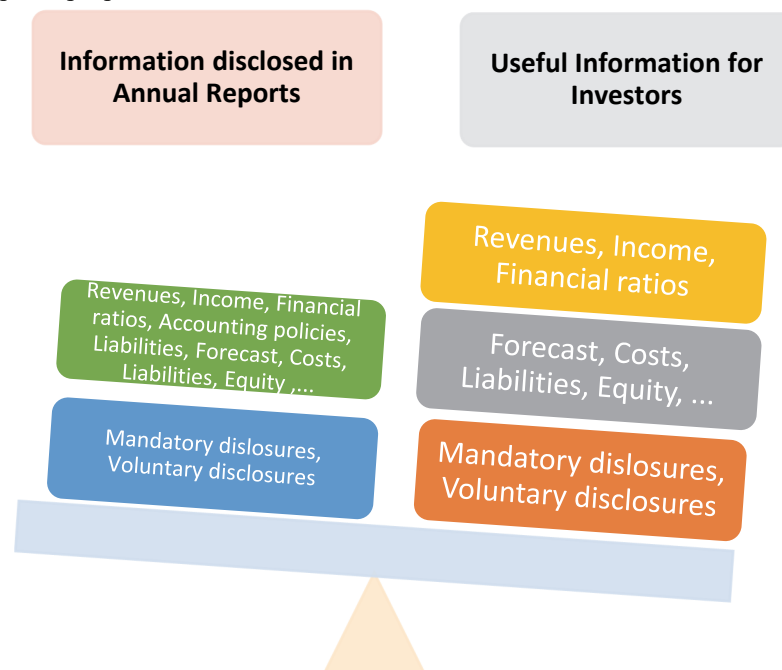 Information disclosed in
Annual Reports
Useful Information for
Investors
Revenues, Income, Financial
ratios, Accounting policies,
Liabilities, Forecast, Costs,
Liabilities, Equity ,...
Mandatory dislosures,
Voluntary disclosures
Revenues, Income,
Financial ratios
Forecast, Costs,
Liabilities, Equity, ...
Mandatory dislosures,
Voluntary disclosures